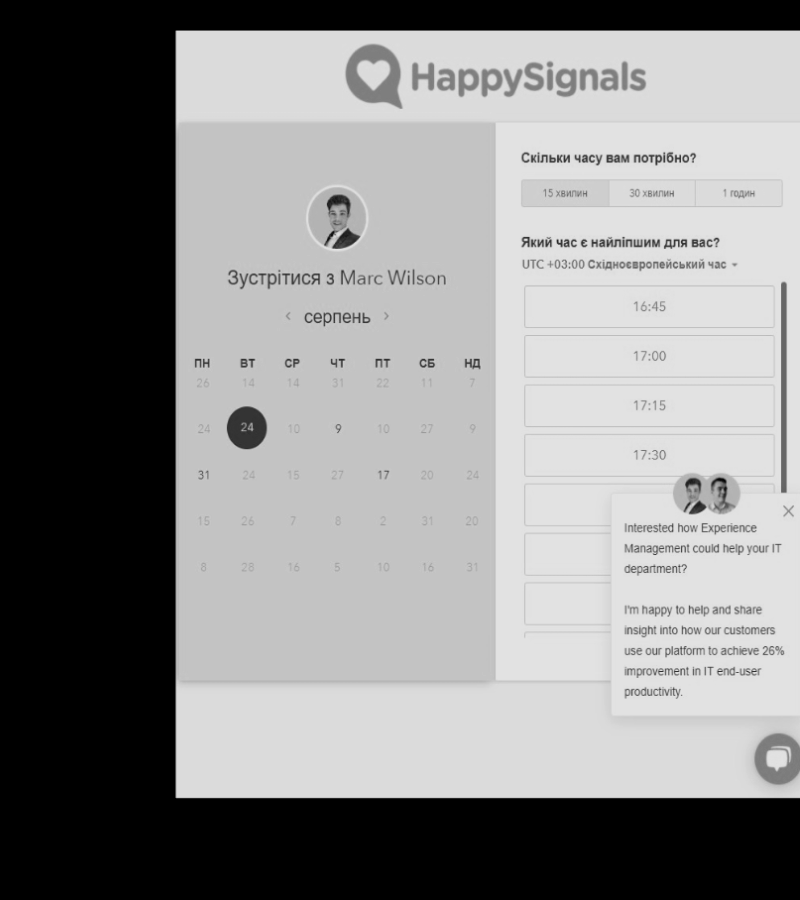 HappySignals
Зустрітися з Marc Wilson
‹ серпень ›
ПН ВТ СР ЧТ ПТ СБ НД
26 14 14 31 22 11 7
24 24 10 9 10 27 9
31 24 15 27 17 20 24
15 26 7 8 2 31 20
8 28 16 5 10 16 31
Скільки часу вам потрібно?
15 хвилин 30 хвилин 1 годин
Який час є найліпшим для вас?
UTC +03:00 Східноєвропейський час
16:45
17:00
17:15
17:30
Interested how Experience
Management could help your IT
department?
I'm happy to help and share
insight into how our customers
use our platform to achieve 26%
improvement in IT end-user
productivity.